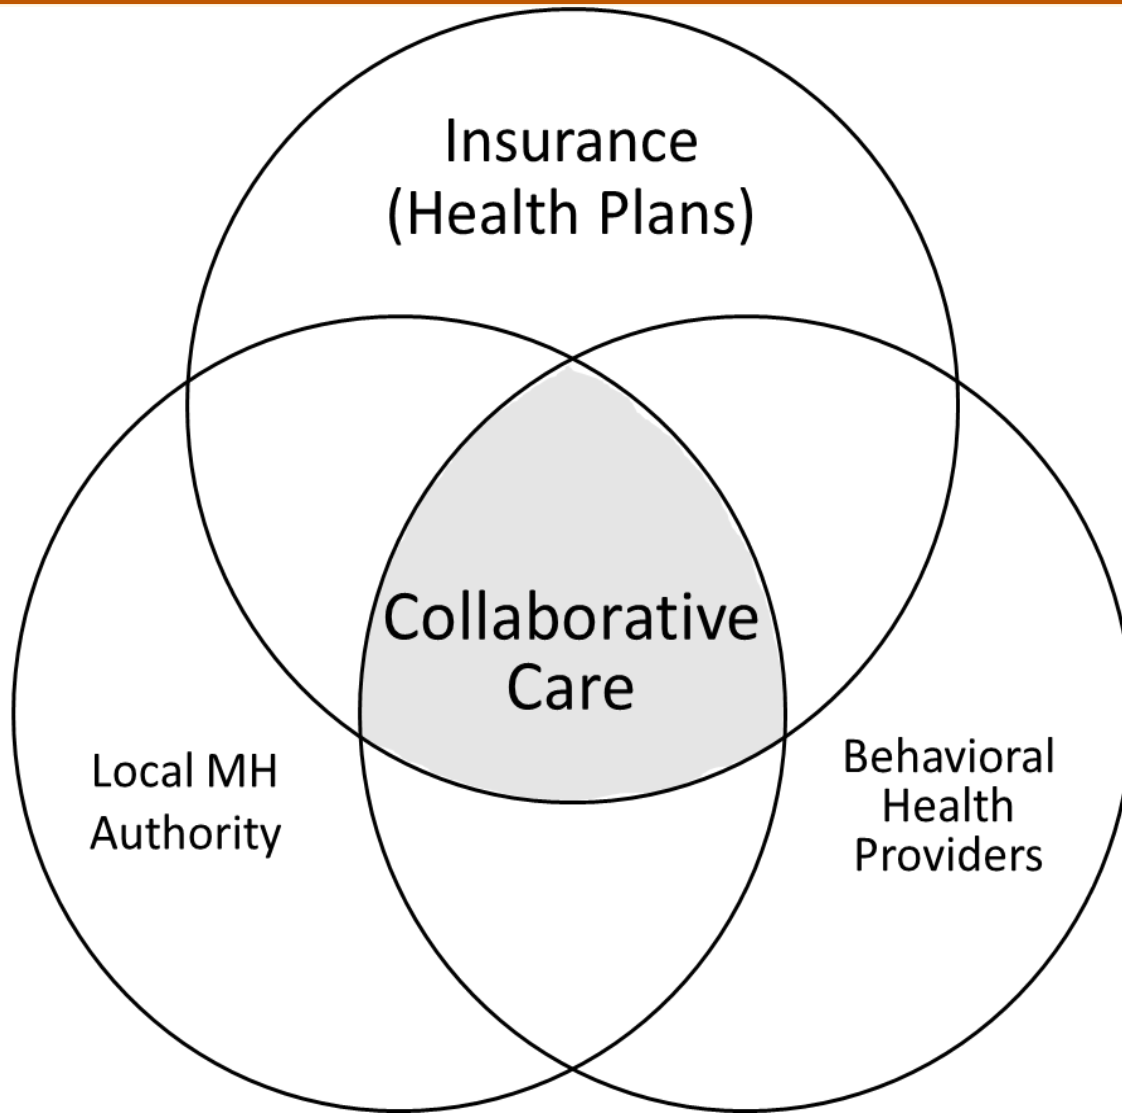 Insurance
(Health Plans)
Collaborative
Care
Local MH
Authority
Behavioral
Health
Providers